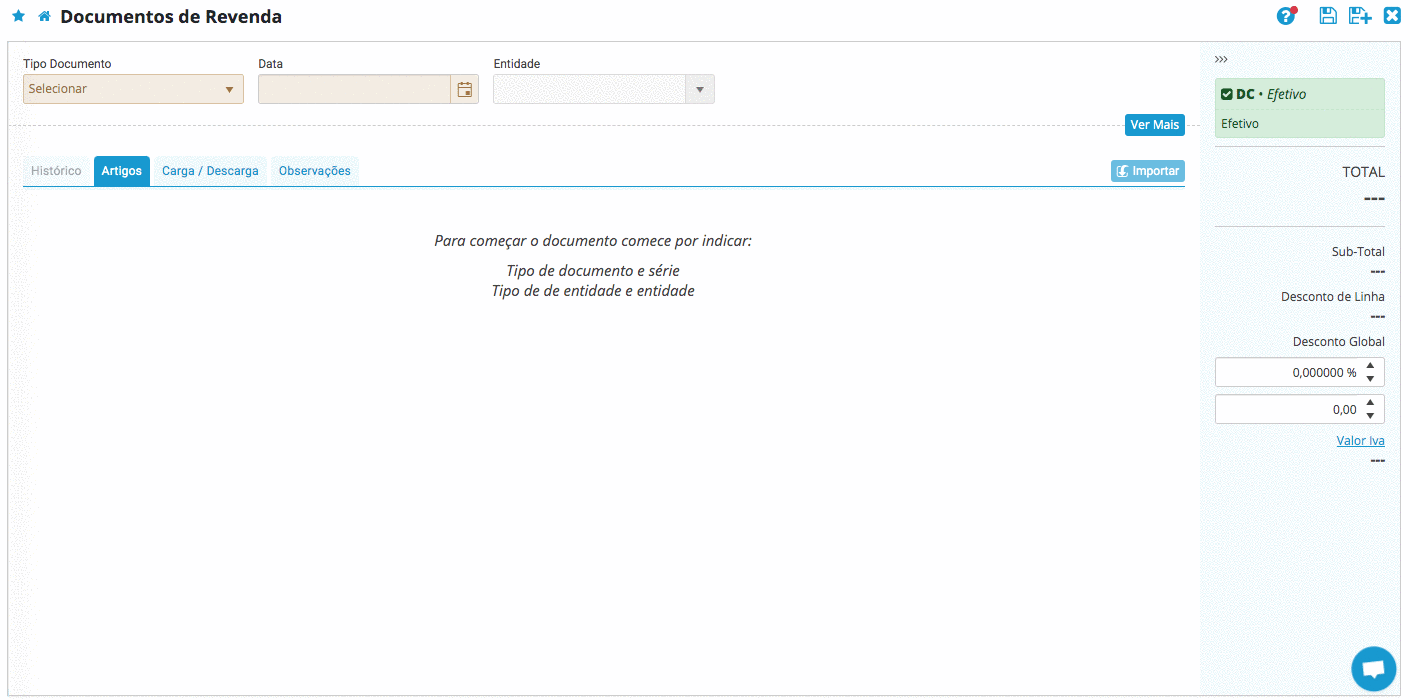 Documentos de Revenda
?
Tipo Documento
Data
Entidade
Selecionar
Ver Mais
Histórico
Artigos
Carga / Descarga
Observações
Importar
Para começar o documento comece por indicar:
Tipo de documento e série
Tipo de de entidade e entidade
DC • Efetivo
Efetivo
TOTAL
---
Sub-Total
---
Desconto de Linha
---
Desconto Global
0,000000 %
0,00
Valor Iva
---